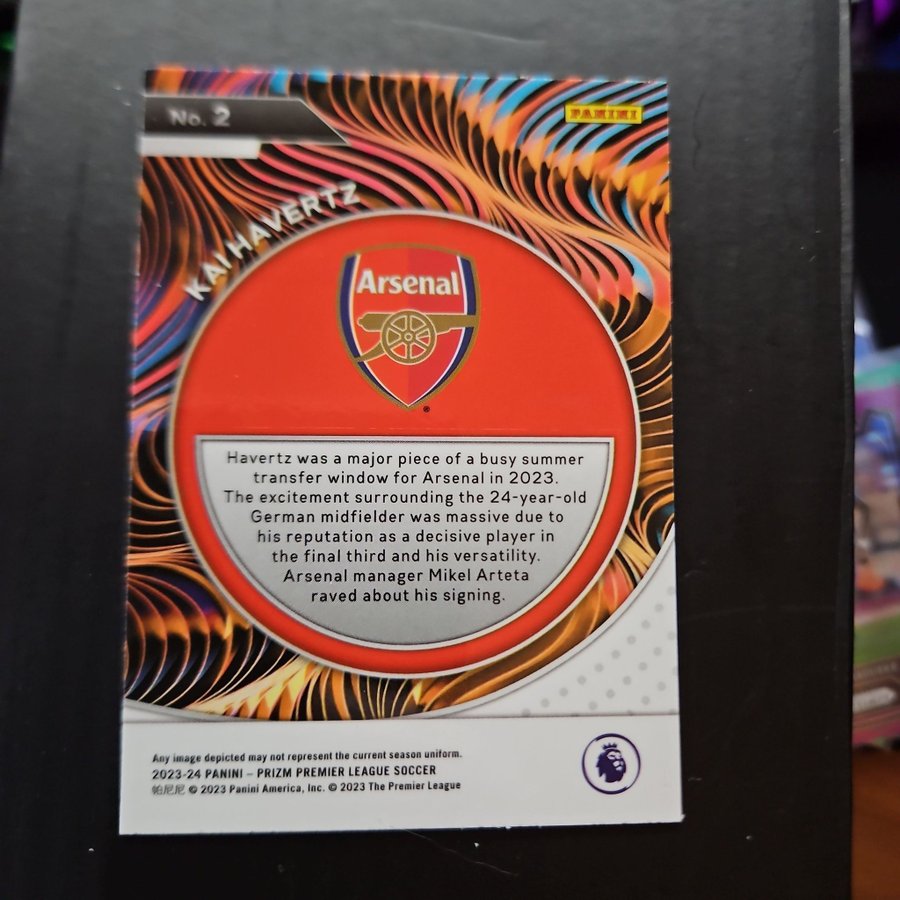 No. 2
PANINI
KAI HAVERTZ
Arsenal
Havertz was a major piece of a busy summer
transfer window for Arsenal in 2023.
The excitement surrounding the 24-year-old
German midfielder was massive due to
his reputation as a decisive player in
the final third and his versatility.
Arsenal manager Mikel Arteta
raved about his signing.
Any image depicted may not represent the current season uniform.
2023-24 PANINI – PRIZM PREMIER LEAGUE SOCCER
帕尼尼 © 2023 Panini America, Inc. © 2023 The Premier League